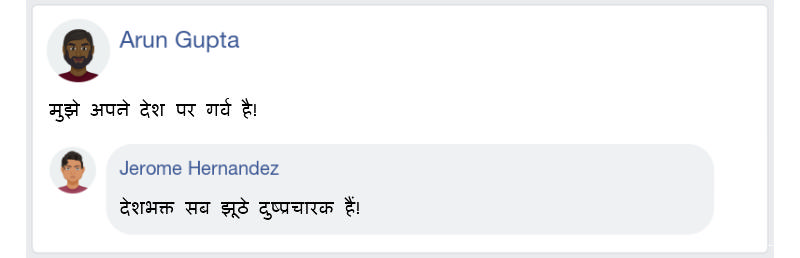 Arun Gupta
मुझे अपने देश पर गर्व है!
Jerome Hernandez
देशभक्त सब झूठे दुष्प्रचारक हैं!